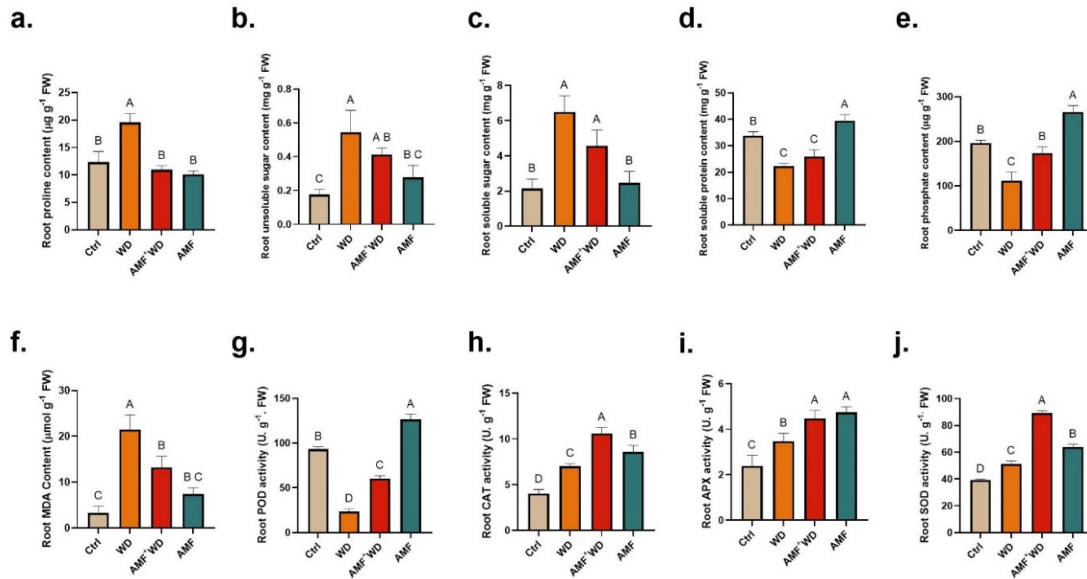 a.
Root proline content (µg g⁻¹ FW)
25
20
15
10
5
0
B
A
B
B
Ctrl
WD
AMF⁺WD
AMF
b.
Root unsoluble sugar content (mg g⁻¹ FW)
0.8
0.6
0.4
0.2
0.0
C
A
A B
B C
Ctrl
WD
AMF⁺WD
AMF
c.
Root soluble sugar content (mg g⁻¹ FW)
8
6
4
2
0
B
A
A
B
Ctrl
WD
AMF⁺WD
AMF
d.
Root soluble protein content (mg g⁻¹ FW)
50
40
30
20
10
0
B
C
C
A
Ctrl
WD
AMF⁺WD
AMF
e.
Root phosphate content (µg g⁻¹ FW)
300
200
100
0
B
C
B
A
Ctrl
WD
AMF⁺WD
AMF
f.
Root MDA Content (µmol g⁻¹ FW)
30
20
10
0
C
A
B
B C
Ctrl
WD
AMF⁺WD
AMF
g.
Root POD activity (U. g⁻¹. FW)
150
100
50
0
B
D
C
A
Ctrl
WD
AMF⁺WD
AMF
h.
Root CAT activity (U. g⁻¹ FW)
15
10
5
0
D
C
A
B
Ctrl
WD
AMF⁺WD
AMF
i.
Root APX activity (U. g⁻¹ FW)
6
4
2
0
C
B
A
A
Ctrl
WD
AMF⁺WD
AMF
j.
Root SOD activity (U. g⁻¹· FW)
100
80
60
40
20
0
D
C
A
B
Ctrl
WD
AMF⁺WD
AMF